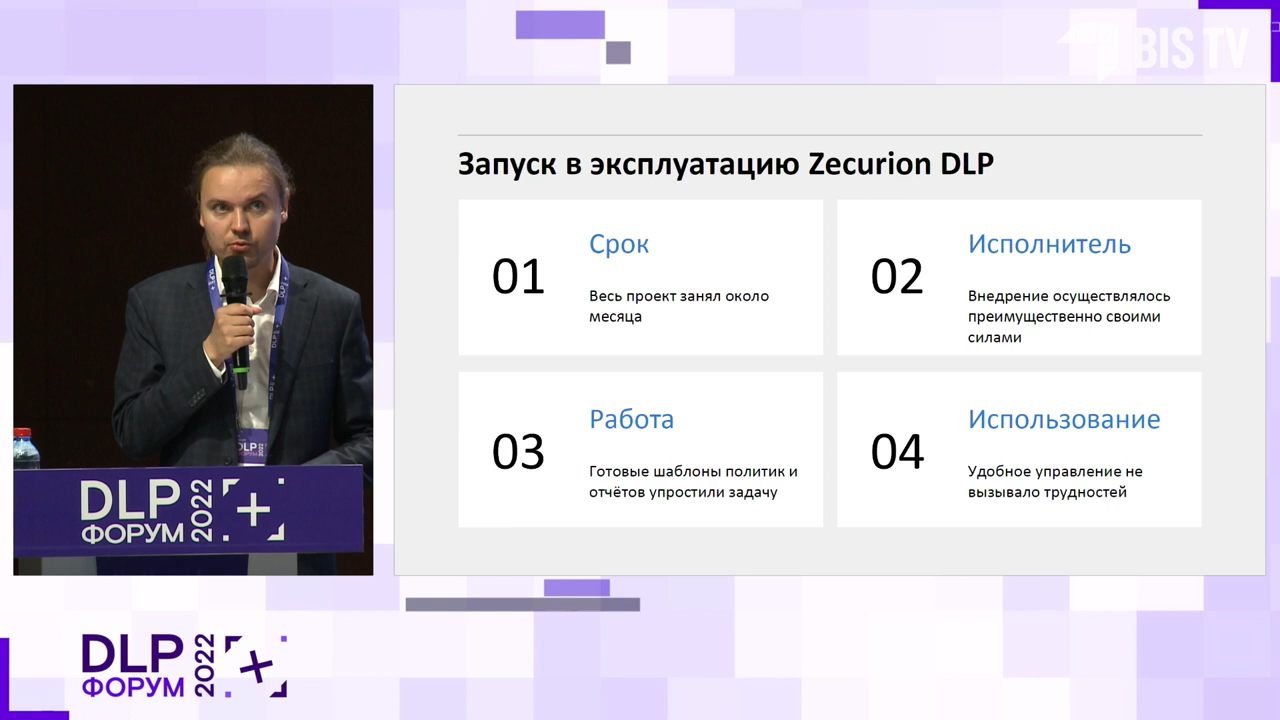 BIS TV
Запуск в эксплуатацию Zecurion DLP
01
Срок
Весь проект занял около
месяца
02
Исполнитель
Внедрение осуществлялось
преимущественно своими
силами
03
Работа
Готовые шаблоны политик и
отчётов упростили задачу
04
Использование
Удобное управление не
вызывало трудностей
DLP
2022
DLP
ФОРУМ
2022
DLP
ФОРУМ
2022